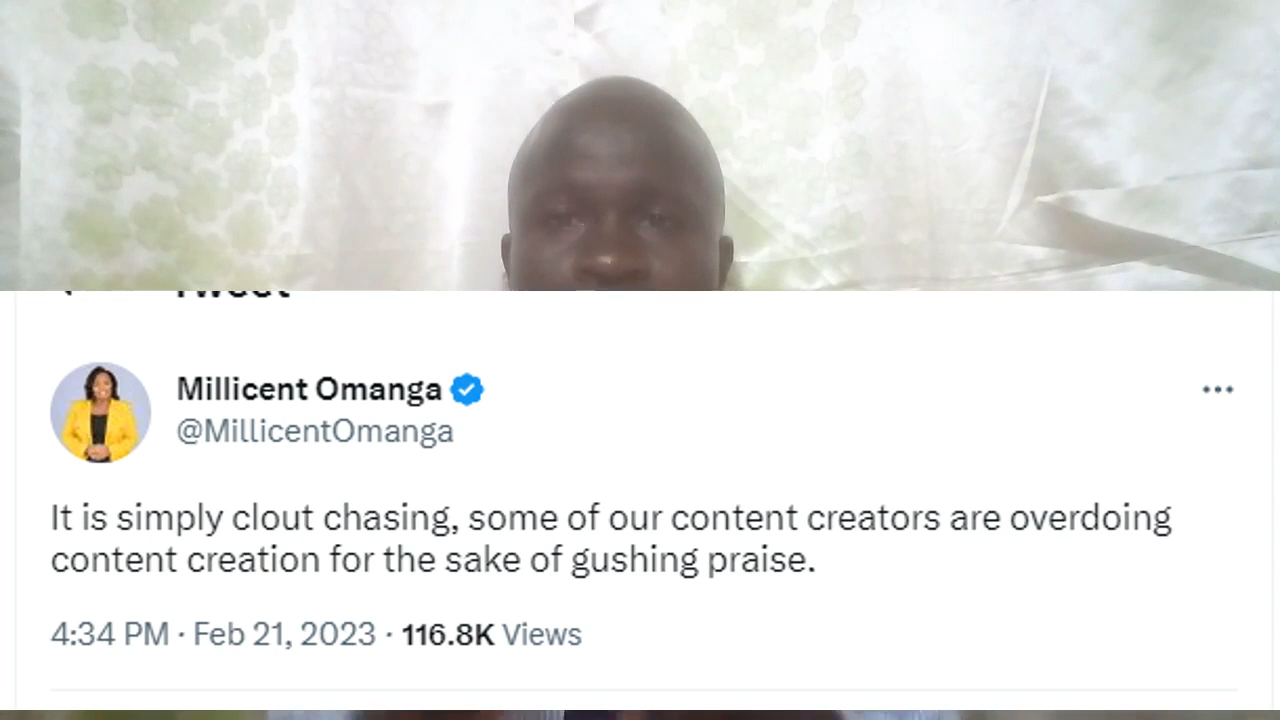 Tweet
Millicent Omanga
@MillicentOmanga
It is simply clout chasing, some of our content creators are overdoing
content creation for the sake of gushing praise.
4:34 PM · Feb 21, 2023 · 116.8K Views